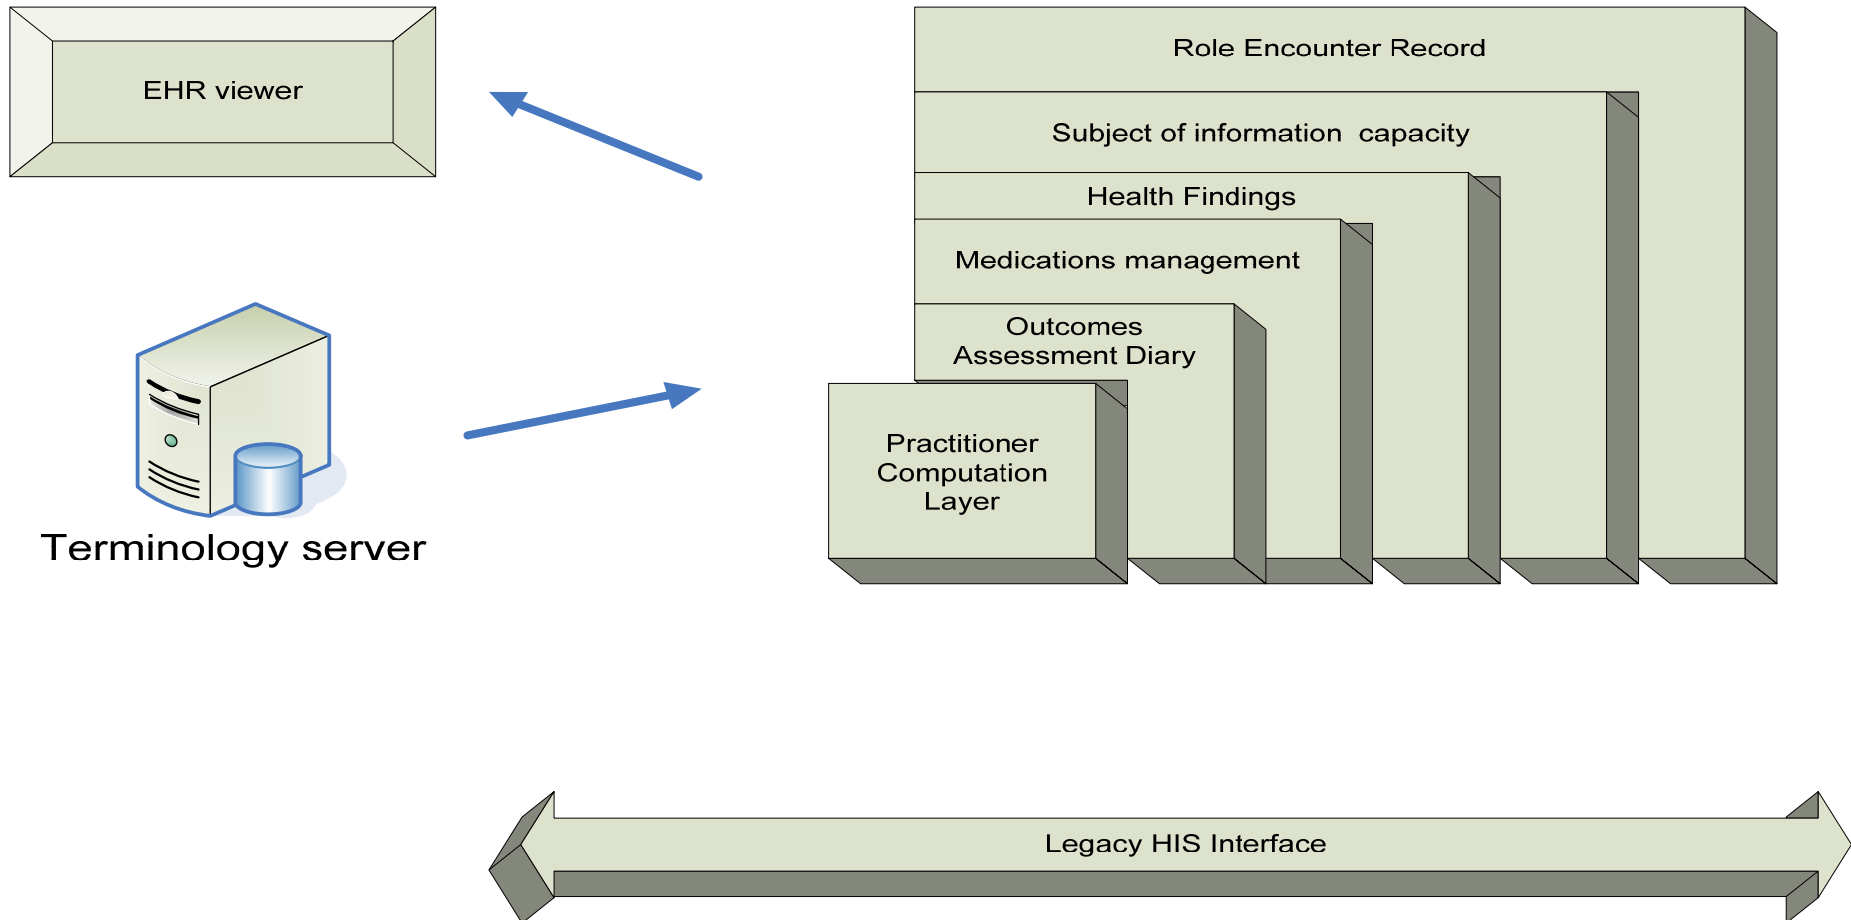 EHR viewer
Role Encounter Record
Subject of information capacity
Health Findings
Medications management
Outcomes
Assessment Diary
Practitioner
Computation
Layer
Terminology server
Legacy HIS Interface